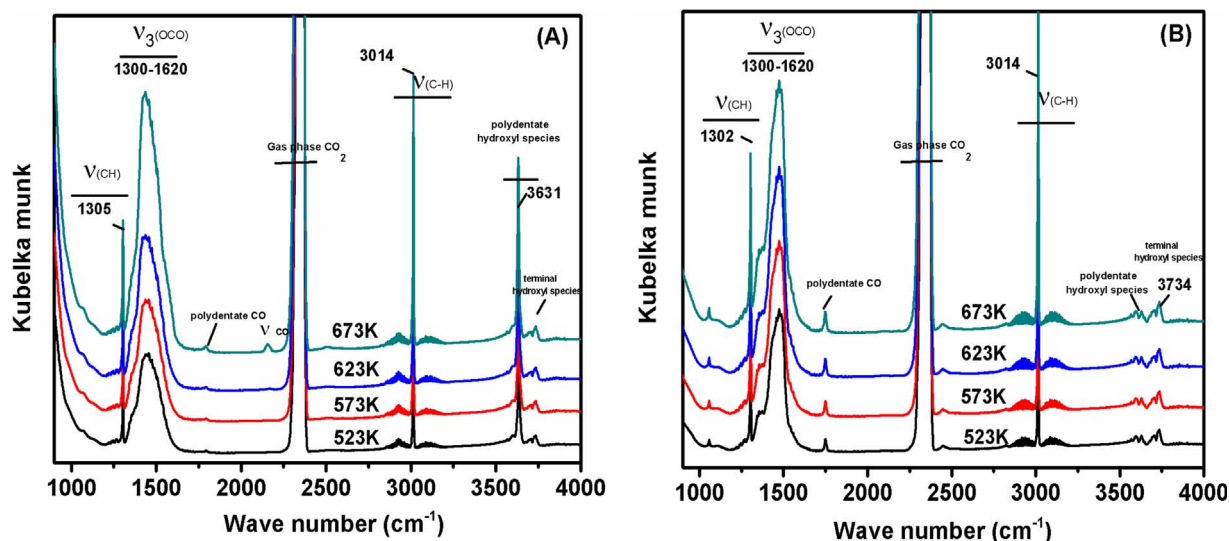 (A)
ν3(OCO)
1300-1620
3014
ν(C-H)
polydentate
hydroxyl species
Gas phase CO2
ν(CH)
1305
3631
terminal
hydroxyl species
polydentate CO
ν CO
673K
623K
573K
523K
Kubelka munk
1000 1500 2000 2500 3000 3500 4000
Wave number (cm-1)
(B)
ν3(OCO)
1300-1620
3014
ν(CH)
1302
ν(C-H)
Gas phase CO2
terminal
hydroxyl species
polydentate CO
polydentate
hydroxyl species
3734
673K
623K
573K
523K
Kubelka munk
1000 1500 2000 2500 3000 3500 4000
Wave number (cm-1)